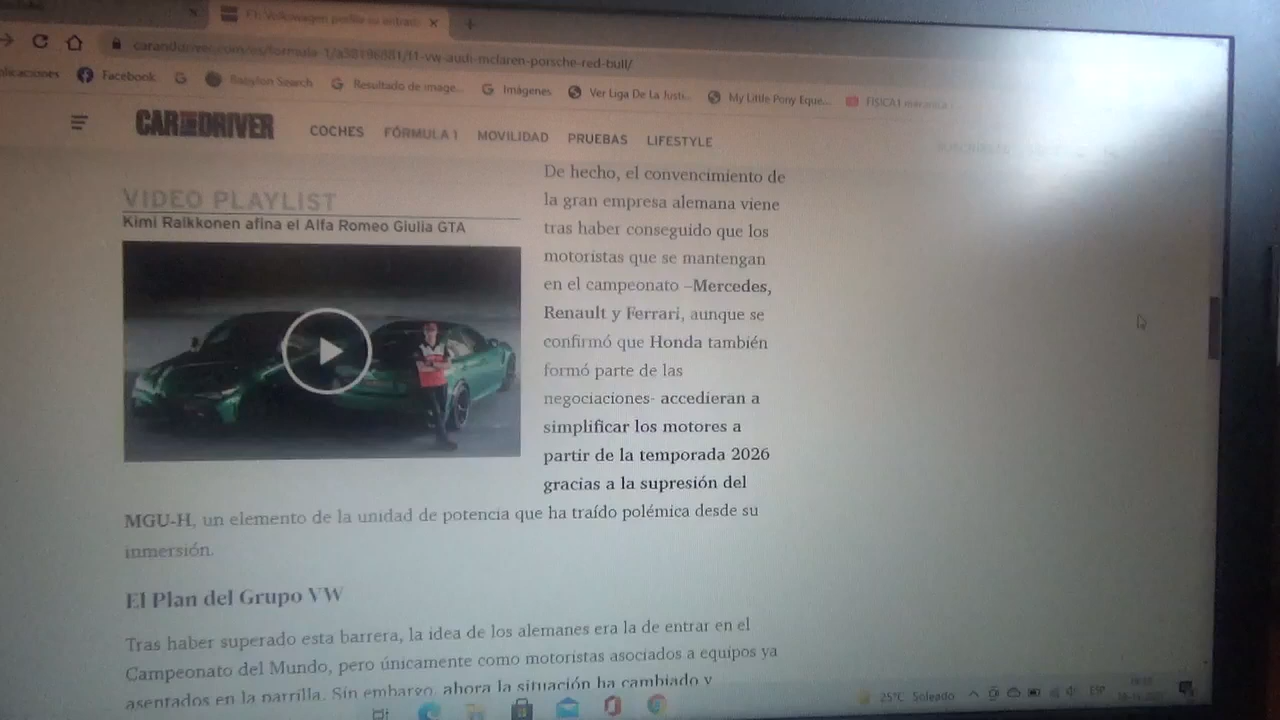 F1: Volkswagen perfila su entrada
caranddriver.com/es/formula-1/a38196881/f1-vw-audi-mclaren-porsche-red-bull/
Facebook
Babylon Search
Resultado de image...
Imágenes
Ver Liga De La Justi...
My Little Pony Eque...
CAR AND DRIVER
COCHES
FÓRMULA 1
MOVILIDAD
PRUEBAS
LIFESTYLE
VIDEO PLAYLIST
Kimi Raikkonen afina el Alfa Romeo Giulia GTA
De hecho, el convencimiento de
la gran empresa alemana viene
tras haber conseguido que los
motoristas que se mantengan
en el campeonato –Mercedes,
Renault y Ferrari, aunque se
confirmó que Honda también
formó parte de las
negociaciones- accedieran a
simplificar los motores a
partir de la temporada 2026
gracias a la supresión del
MGU-H, un elemento de la unidad de potencia que ha traído polémica desde su
inmersión.
El Plan del Grupo VW
Tras haber superado esta barrera, la idea de los alemanes era la de entrar en el
Campeonato del Mundo, pero únicamente como motoristas asociados a equipos ya
asentados en la parrilla. Sin embargo, ahora la situación ha cambiado y
25°C Soleado
ESP